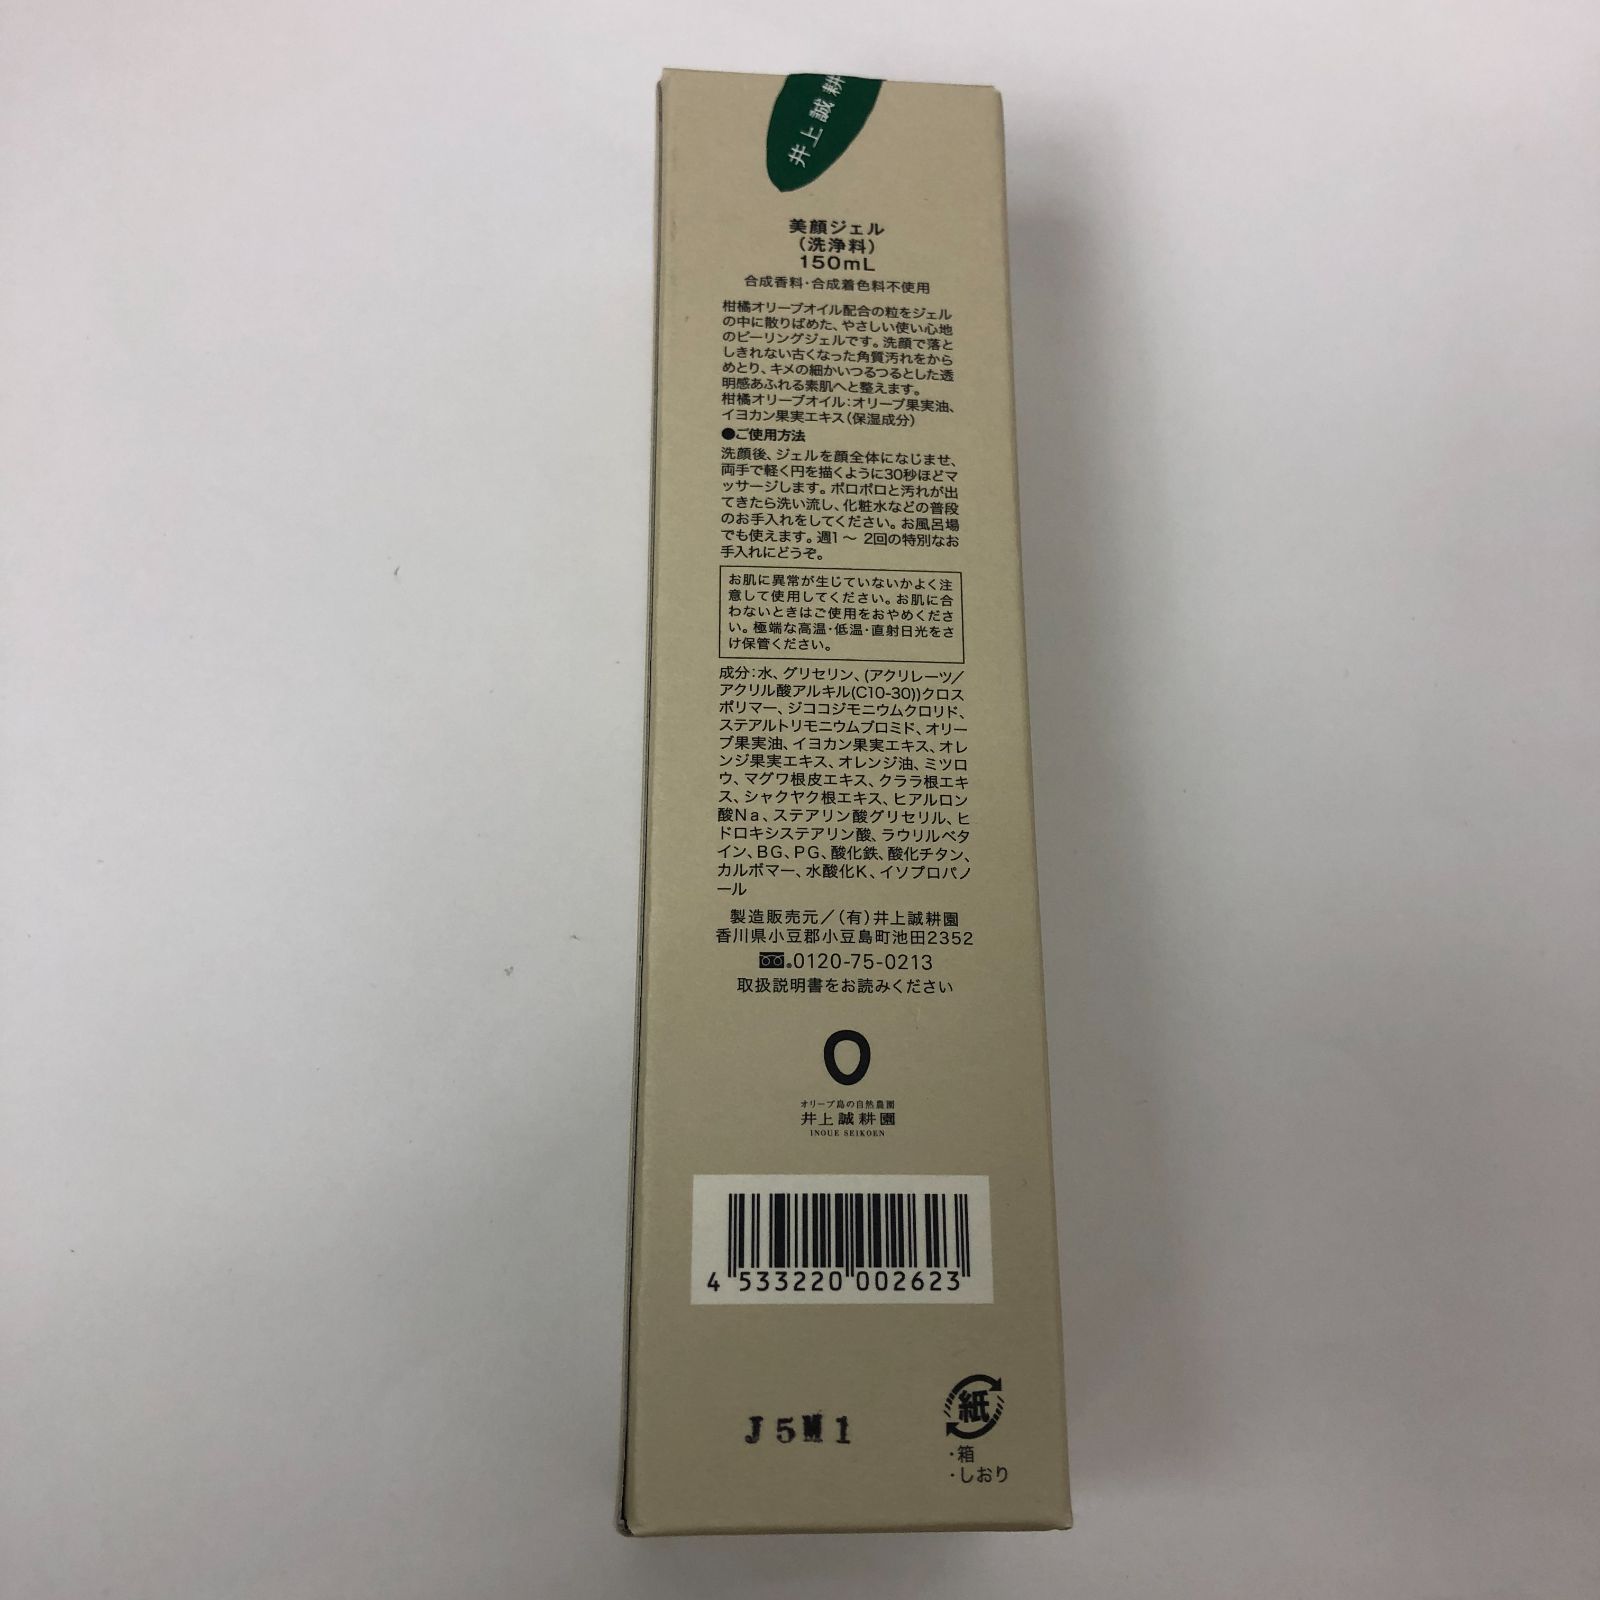 井上誠耕
美顔ジェル
(洗浄料)
150mL
合成香料・合成着色料不使用
柑橘オリーブオイル配合の粒をジェル
の中に散りばめた、やさしい使い心地
のピーリングジェルです。洗顔で落と
しきれない古くなった角質汚れをから
めとり、キメの細かいつるつるとした透
明感あふれる素肌へと整えます。
柑橘オリーブオイル:オリーブ果実油、
イヨカン果実エキス(保湿成分)
●ご使用方法
洗顔後、ジェルを顔全体になじませ、
両手で軽く円を描くように30秒ほどマ
ッサージします。ポロポロと汚れが出
てきたら洗い流し、化粧水などの普段
のお手入れをしてください。お風呂場
でも使えます。週1〜2回の特別なお
手入れにどうぞ。
お肌に異常が生じていないかよく注
意して使用してください。お肌に合
わないときはご使用をおやめくださ
い。極端な高温・低温・直射日光をさ
け保管ください。
成分:水、グリセリン、(アクリレーツ/
アクリル酸アルキル(C10-30))クロス
ポリマー、ジココジモニウムクロリド、
ステアルトリモニウムブロミド、オリー
ブ果実油、イヨカン果実エキス、オレ
ンジ果実エキス、オレンジ油、ミツロ
ウ、マグワ根皮エキス、クララ根エキ
ス、シャクヤク根エキス、ヒアルロン
酸Na、ステアリン酸グリセリル、ヒ
ドロキシステアリン酸、ラウリルベタ
イン、BG、PG、酸化鉄、酸化チタン、
カルボマー、水酸化K、イソプロパノ
ール
製造販売元/(有)井上誠耕園
香川県小豆郡小豆島町池田2352
0120-75-0213
取扱説明書をお読みください
オリーブ島の自然農園
井上誠耕園
INOUE SEIKOEN
4 533220 002623
紙
・箱
・しおり
J5M1